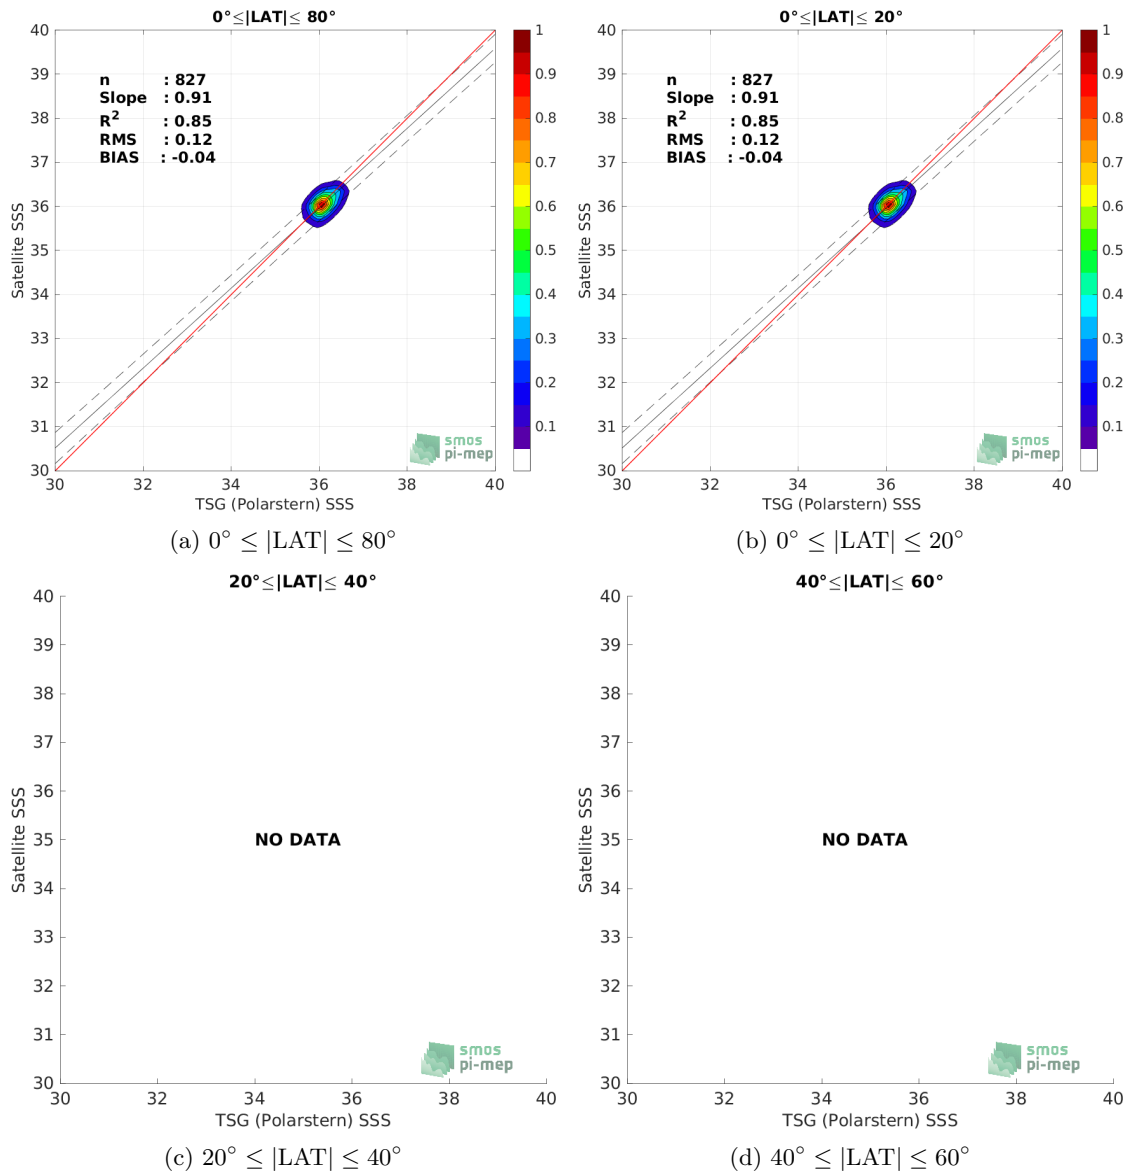 0°≤|LAT|≤ 80°
40
39
38
37
36
35
34
33
32
31
30
n : 827
Slope : 0.91
R2 : 0.85
RMS : 0.12
BIAS : -0.04
Satellite SSS
smos
pi-mep
30 32 34 36 38 40
TSG (Polarstern) SSS
1
0.9
0.8
0.7
0.6
0.5
0.4
0.3
0.2
0.1
(a) 0° ≤ |LAT| ≤ 80°
0°≤|LAT|≤ 20°
40
39
38
37
36
35
34
33
32
31
30
n : 827
Slope : 0.91
R2 : 0.85
RMS : 0.12
BIAS : -0.04
Satellite SSS
smos
pi-mep
30 32 34 36 38 40
TSG (Polarstern) SSS
1
0.9
0.8
0.7
0.6
0.5
0.4
0.3
0.2
0.1
(b) 0° ≤ |LAT| ≤ 20°
20°≤|LAT|≤ 40°
40
39
38
37
36
35
34
33
32
31
30
Satellite SSS
NO DATA
smos
pi-mep
30 32 34 36 38 40
TSG (Polarstern) SSS
(c) 20° ≤ |LAT| ≤ 40°
40°≤|LAT|≤ 60°
40
39
38
37
36
35
34
33
32
31
30
Satellite SSS
NO DATA
smos
pi-mep
30 32 34 36 38 40
TSG (Polarstern) SSS
(d) 40° ≤ |LAT| ≤ 60°